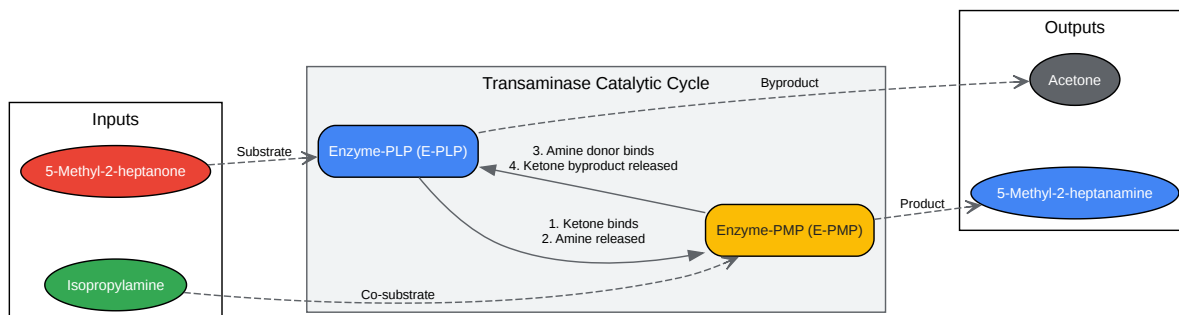 Inputs
5-Methyl-2-heptanone
Isopropylamine
Substrate
Co-substrate
Transaminase Catalytic Cycle
Enzyme-PLP (E-PLP)
3. Amine donor binds
4. Ketone byproduct released
1. Ketone binds
2. Amine released
Enzyme-PMP (E-PMP)
Byproduct
Product
Outputs
Acetone
5-Methyl-2-heptanamine